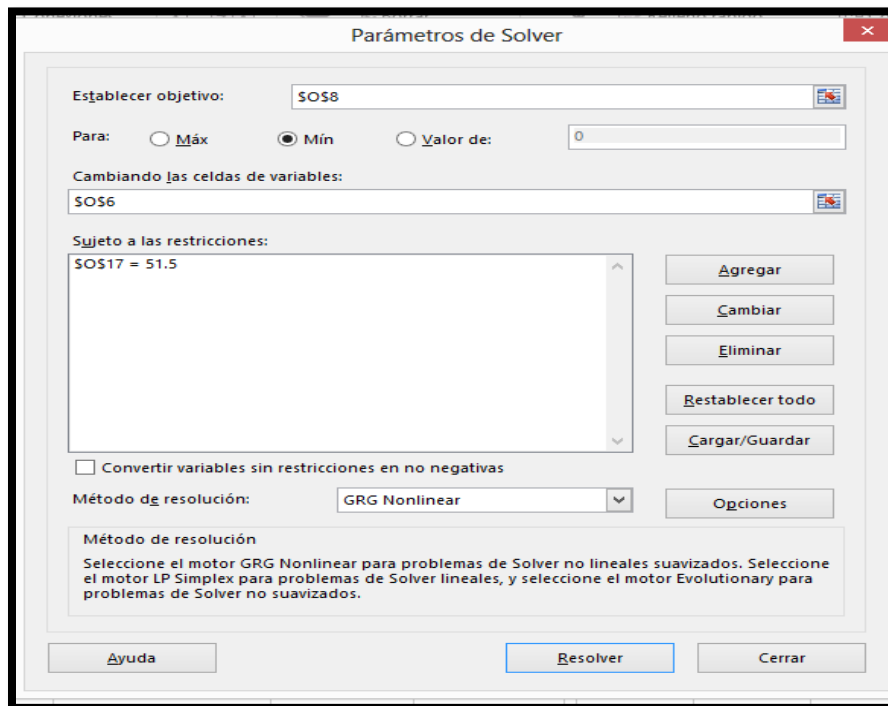 Parámetros de Solver
Establecer objetivo: $O$8
Para: Máx Mín Valor de: 0
Cambiando las celdas de variables:
$O$6
Sujeto a las restricciones:
$O$17 = 51.5
Agregar
Cambiar
Eliminar
Restablecer todo
Cargar/Guardar
Convertir variables sin restricciones en no negativas
Método de resolución: GRG Nonlinear Opciones
Método de resolución
Seleccione el motor GRG Nonlinear para problemas de Solver no lineales suavizados. Seleccione
el motor LP Simplex para problemas de Solver lineales, y seleccione el motor Evolutionary para
problemas de Solver no suavizados.
Ayuda Resolver Cerrar